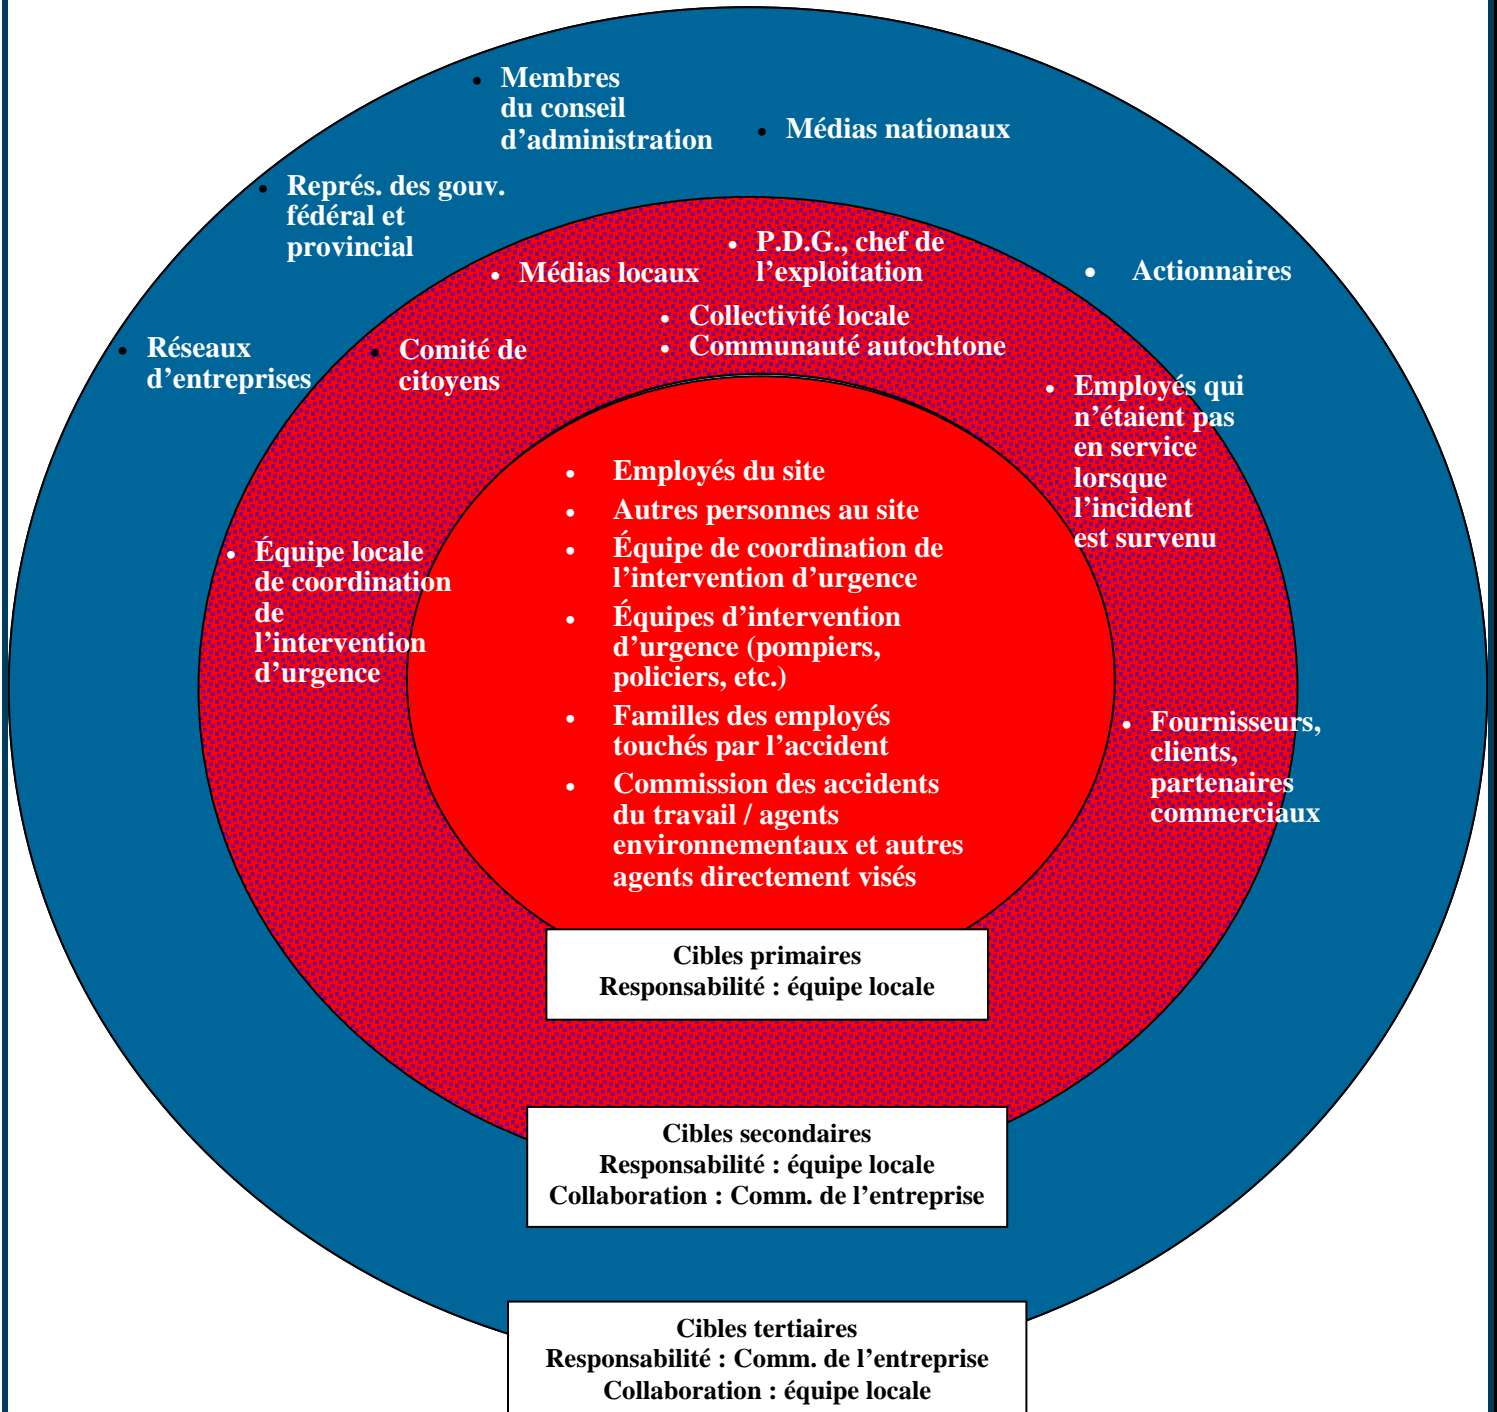 • Membres
du conseil
d’administration
• Médias nationaux
• Représ. des gouv.
fédéral et
provincial
• P.D.G., chef de
l’exploitation
• Médias locaux
• Actionnaires
• Collectivité locale
• Communauté autochtone
• Réseaux
d’entreprises
• Comité de
citoyens
• Employés qui
n’étaient pas
en service
lorsque
l’incident
est survenu
• Employés du site
• Autres personnes au site
• Équipe de coordination de
l’intervention d’urgence
• Équipes d’intervention
d’urgence (pompiers,
policiers, etc.)
• Familles des employés
touchés par l’accident
• Commission des accidents
du travail / agents
environnementaux et autres
agents directement visés
• Équipe locale
de coordination
de
l’intervention
d’urgence
• Fournisseurs,
clients,
partenaires
commerciaux
Cibles primaires
Responsabilité : équipe locale
Cibles secondaires
Responsabilité : équipe locale
Collaboration : Comm. de l’entreprise
Cibles tertiaires
Responsabilité : Comm. de l’entreprise
Collaboration : équipe locale